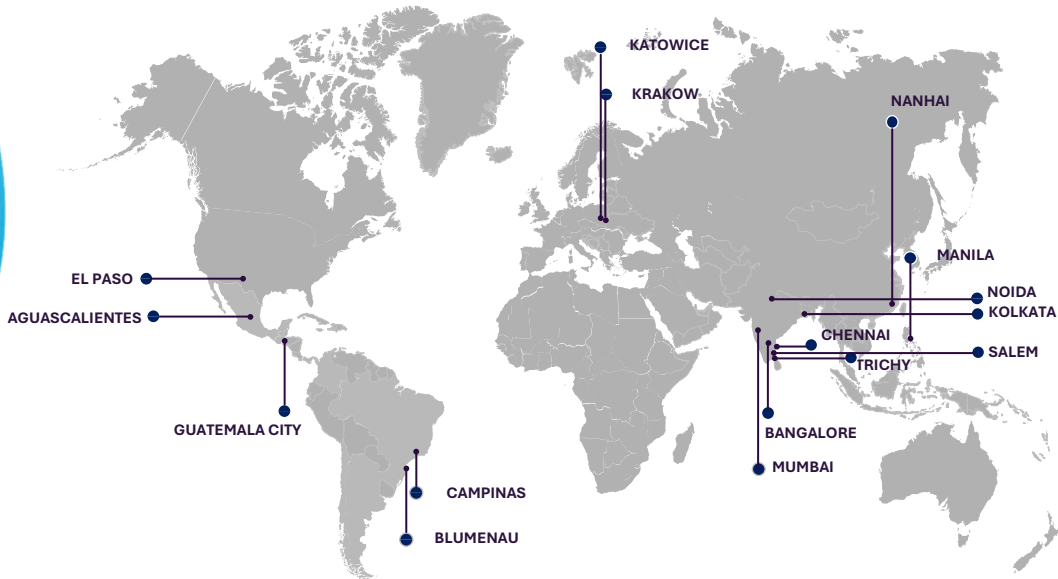 KATOWICE
KRAKOW
NANHAI
MANILA
EL PASO
NOIDA
AGUASCALIENTES
KOLKATA
CHENNAI
SALEM
TRICHY
GUATEMALA CITY
BANGALORE
MUMBAI
CAMPINAS
BLUMENAU